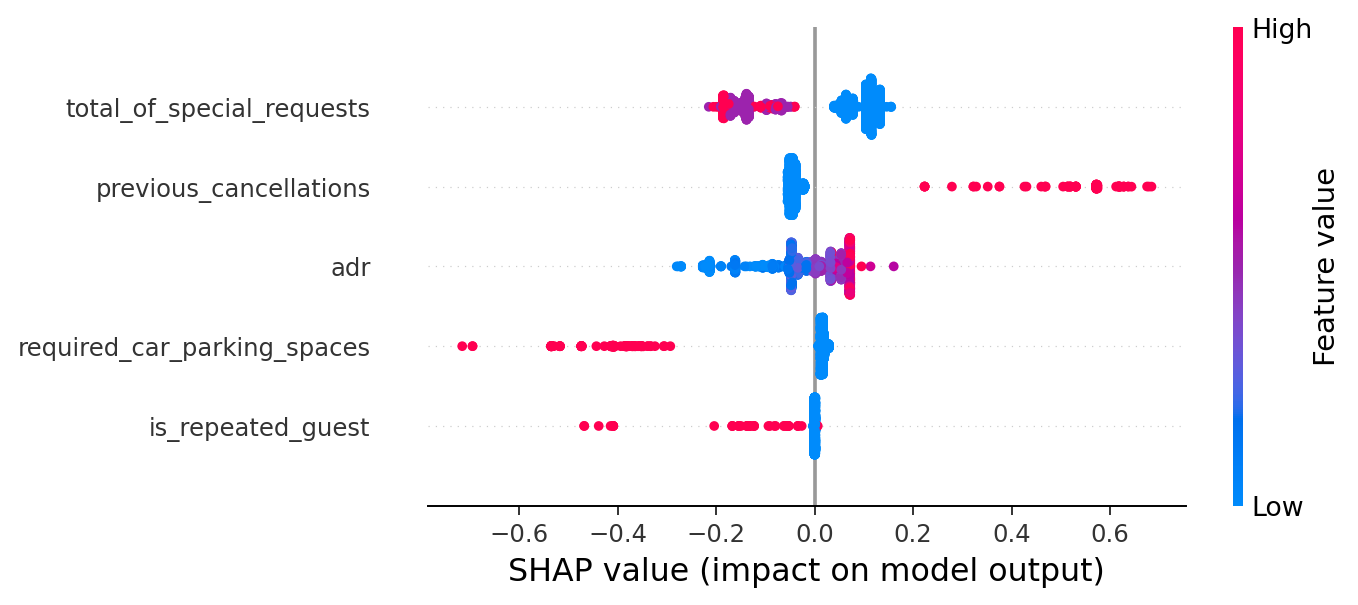 High
total_of_special_requests
previous_cancellations
adr
required_car_parking_spaces
is_repeated_guest
Feature value
Low
−0.6 −0.4 −0.2 0.0 0.2 0.4 0.6
SHAP value (impact on model output)